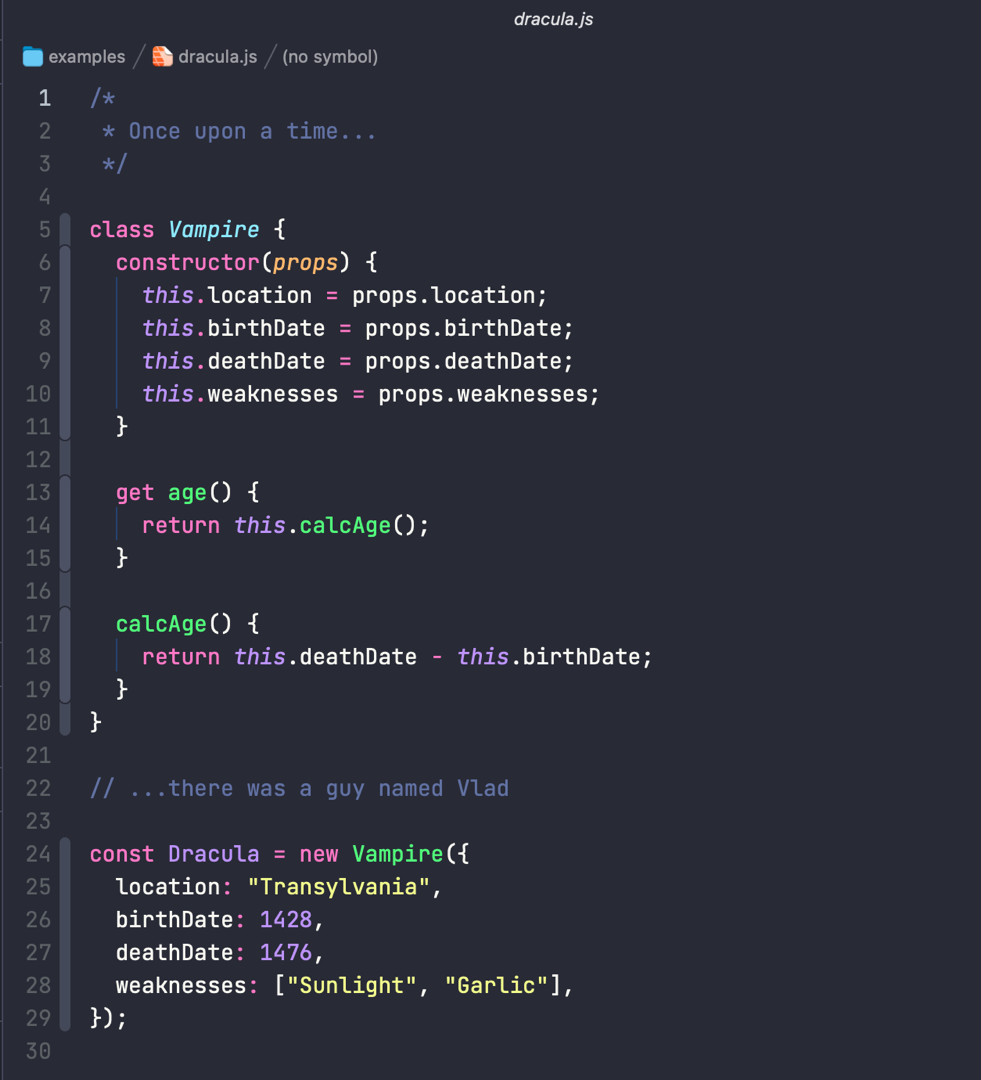 dracula.js
examples / dracula.js / (no symbol)
1 /*
2  * Once upon a time...
3  */
4
5 class Vampire {
6   constructor(props) {
7     this.location = props.location;
8     this.birthDate = props.birthDate;
9     this.deathDate = props.deathDate;
10     this.weaknesses = props.weaknesses;
11   }
12
13   get age() {
14     return this.calcAge();
15   }
16
17   calcAge() {
18     return this.deathDate - this.birthDate;
19   }
20 }
21
22 // ...there was a guy named Vlad
23
24 const Dracula = new Vampire({
25   location: "Transylvania",
26   birthDate: 1428,
27   deathDate: 1476,
28   weaknesses: ["Sunlight", "Garlic"],
29 });
30